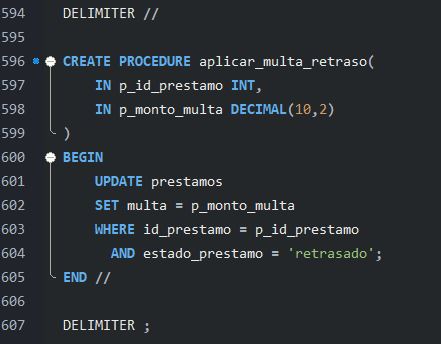 594 DELIMITER //
595
596 CREATE PROCEDURE aplicar_multa_retraso(
597     IN p_id_prestamo INT,
598     IN p_monto_multa DECIMAL(10,2)
599 )
600 BEGIN
601     UPDATE prestamos
602     SET multa = p_monto_multa
603     WHERE id_prestamo = p_id_prestamo
604       AND estado_prestamo = 'retrasado';
605 END //
606
607 DELIMITER ;